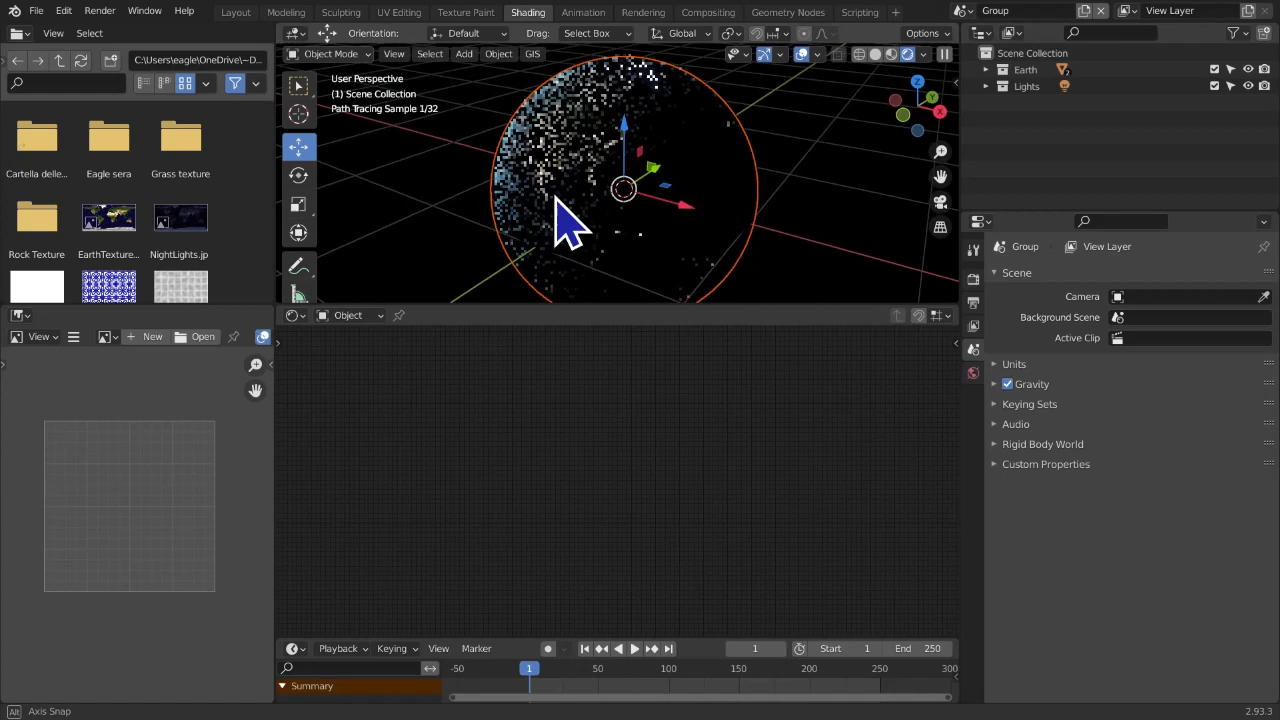 File Edit Render Window Help Layout Modeling Sculpting UV Editing Texture Paint Shading Animation Rendering Compositing Geometry Nodes Scripting + Group View Layer
View Select Orientation: Default Drag: Select Box Global Options
C:\Users\eagle\OneDrive\~D...
Object Mode View Select Add Object GIS
User Perspective
(1) Scene Collection
Path Tracing Sample 1/32
Z
Y
X
Cartella delle... Eagle sera Grass texture
Rock Texture EarthTexture... NightLights.jp
Scene Collection
Earth 2
Lights
Group View Layer
Scene
Camera
Background Scene
Active Clip
Units
Gravity
Keying Sets
Audio
Rigid Body World
Custom Properties
View New Open
Object
Playback Keying View Marker 1 Start 1 End 250
-50 1 50 100 150 200 250 300
Summary
Alt Axis Snap 2.93.3